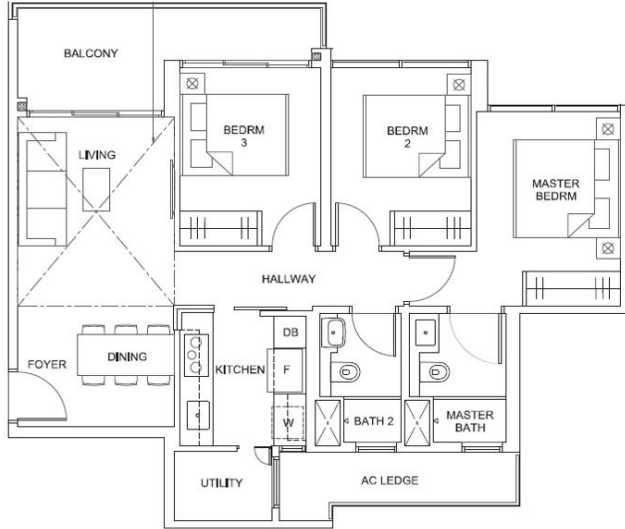 BALCONY
BEDRM
3
BEDRM
2
LIVING
MASTER
BEDRM
HALLWAY
DB
FOYER
DINING
KITCHEN
F
W
BATH 2
MASTER
BATH
UTILITY
AC LEDGE